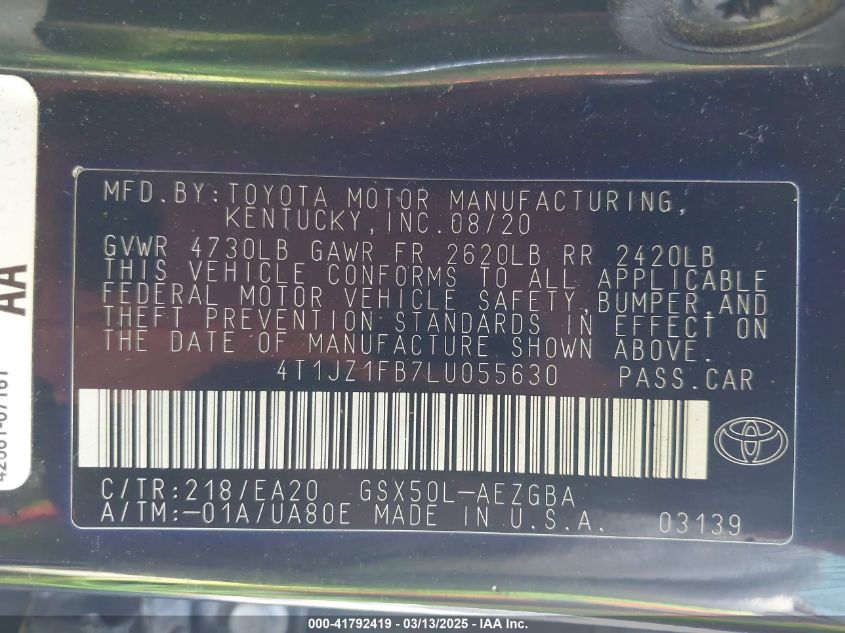 MFD. BY: TOYOTA MOTOR MANUFACTURING,
KENTUCKY, INC. 08/20
GVWR 4730LB GAWR FR 2620LB RR 2420LB
THIS VEHICLE CONFORMS TO ALL APPLICABLE
FEDERAL MOTOR VEHICLE SAFETY, BUMPER, AND
THEFT PREVENTION STANDARDS IN EFFECT ON
THE DATE OF MANUFACTURE SHOWN ABOVE.
4T1JZ1FB7LU055630 PASS. CAR
C/TR: 218/EA20 GSX50L-AEZGBA
A/TM: -01A/UA80E MADE IN U.S.A. 03139
AA
000-41792419 - 03/13/2025 - IAA Inc.